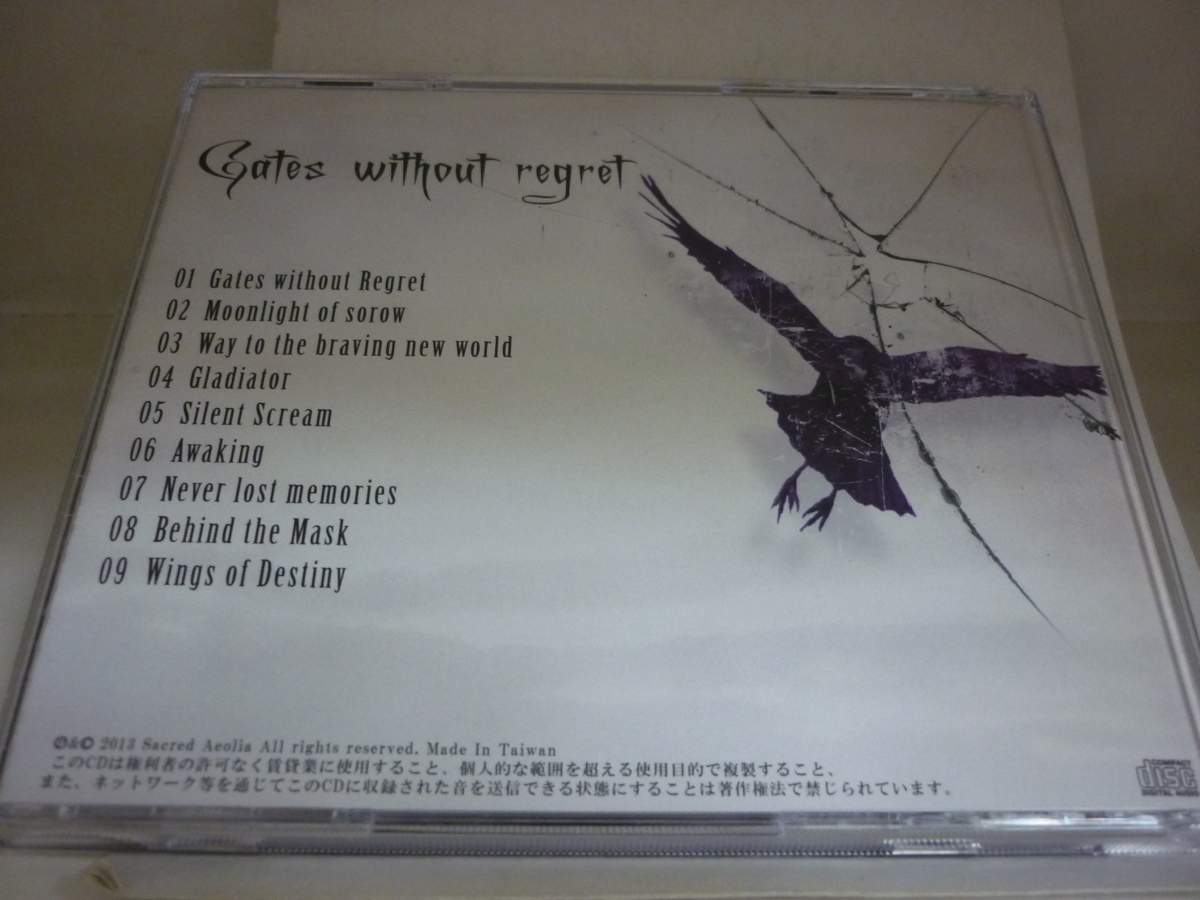 Gates without regret
01 Gates without Regret
02 Moonlight of sorow
03 Way to the braving new world
04 Gladiator
05 Silent Scream
06 Awaking
07 Never lost memories
08 Behind the Mask
09 Wings of Destiny
℗&© 2013 Sacred Aeolia All rights reserved. Made In Taiwan
このCDは権利者の許可なく賃貸業に使用すること、個人的な範囲を超える使用目的で複製すること、
また、ネットワーク等を通じてこのCDに収録された音を送信できる状態にすることは著作権法で禁じられています。
COMPACT
disc
DIGITAL AUDIO